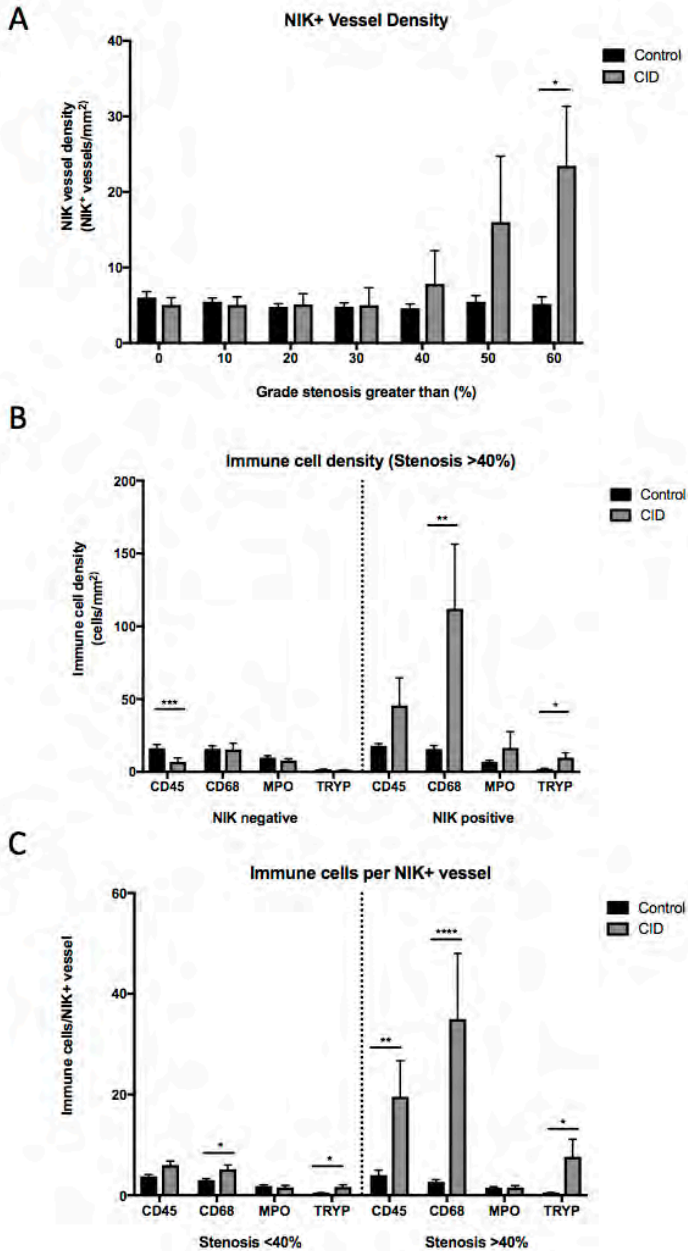 A
NIK+ Vessel Density
40
30
20
10
0
NIK vessel density
(NIK⁺ vessels/mm²)
Control
CID
*
0 10 20 30 40 50 60
Grade stenosis greater than (%)
B
Immune cell density (Stenosis >40%)
200
150
100
50
0
Immune cell density
(cells/mm²)
Control
CID
***
**
*
CD45 CD68 MPO TRYP CD45 CD68 MPO TRYP
NIK negative NIK positive
C
Immune cells per NIK+ vessel
60
40
20
0
Immune cells/NIK+ vessel
Control
CID
*
*
**
****
*
CD45 CD68 MPO TRYP CD45 CD68 MPO TRYP
Stenosis <40% Stenosis >40%